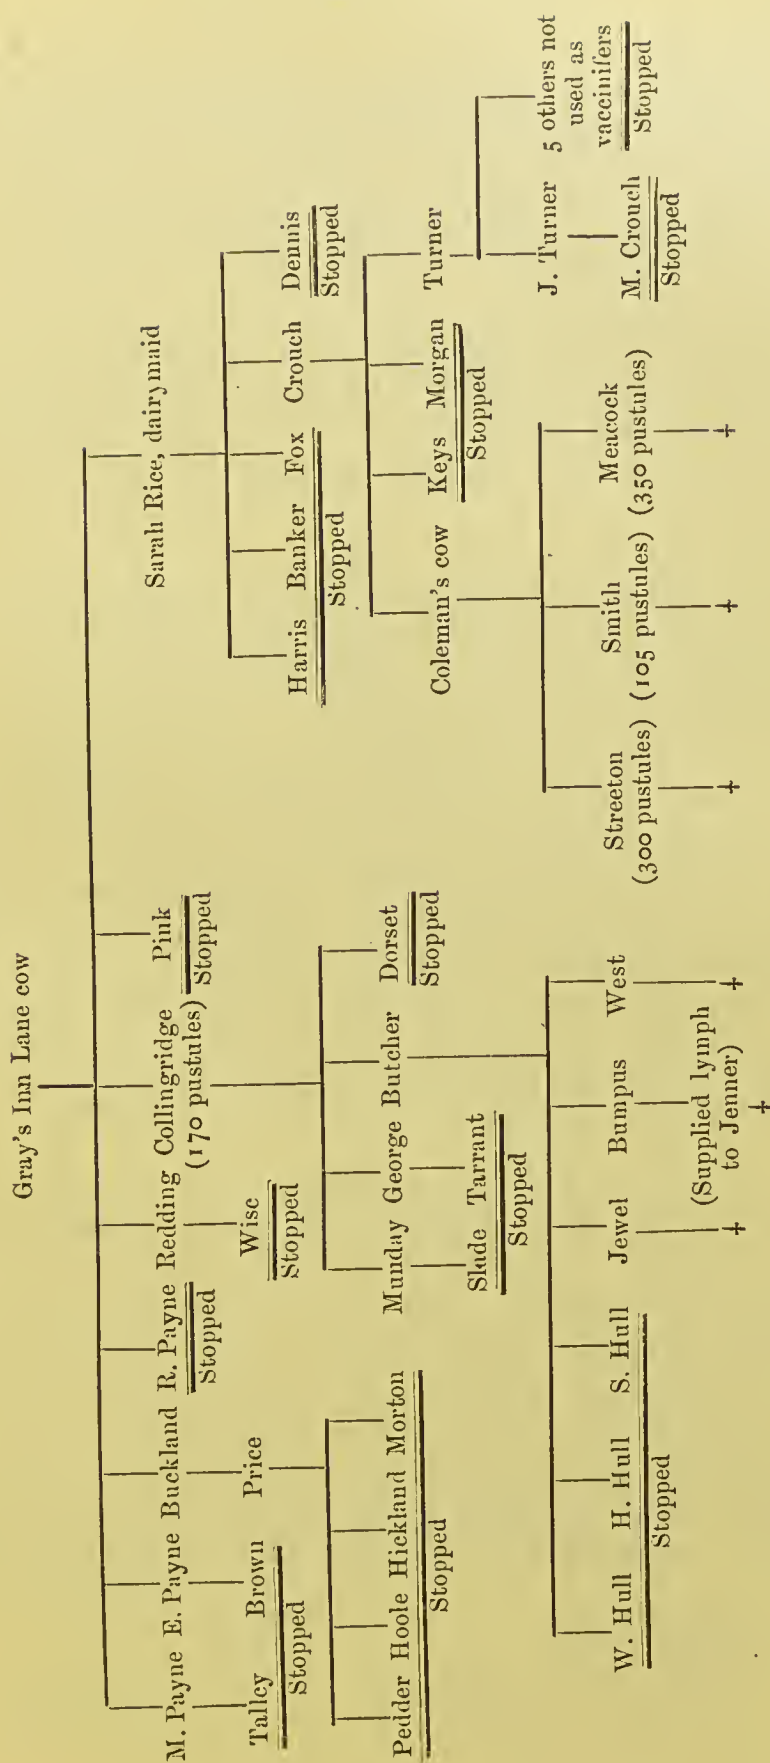 Gray's Inn Lane cow
M. Payne E. Payne Buckland R. Payne Redding Collingridge Pink Sarah Rice, dairymaid
(170 pustules)
Stopped
Stopped
Talley Brown Price Wise Harris Banker Fox Crouch Dennis
Stopped
Stopped
Stopped
Stopped
Pedder Hoole Hickland Morton Munday George Butcher Dorset Coleman's cow Keys Morgan Turner
Stopped
Stopped
Stopped
Slade Tarrant
Stopped
J. Turner 5 others not
used as
vaccinifers
Stopped
M. Crouch
Stopped
W. Hull H. Hull S. Hull Jewel Bumpus West Streeton Smith Meacock
(300 pustules) (105 pustules) (350 pustules)
Stopped
(Supplied lymph
to Jenner)